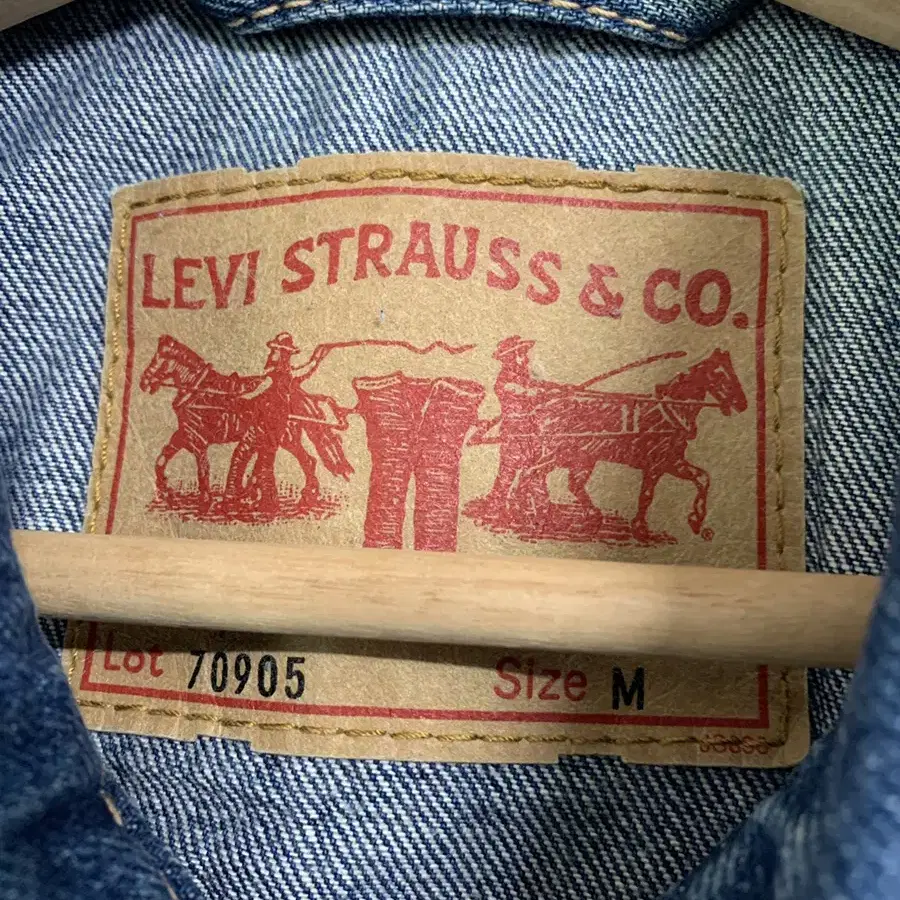 LEVI STRAUSS & CO.
®
Lot 70905 Size M